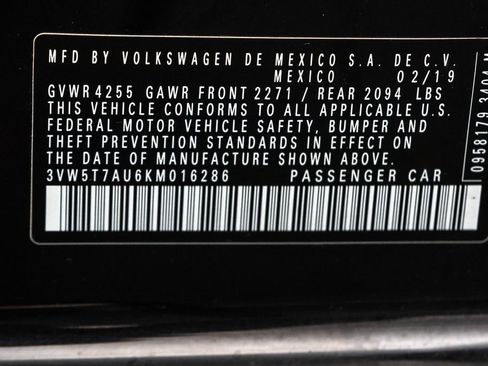 MFD BY VOLKSWAGEN DE MEXICO S.A. DE C.V.
MEXICO 02/19
GVWR 4255 GAWR FRONT 2271 / REAR 2094 LBS
THIS VEHICLE CONFORMS TO ALL APPLICABLE U.S.
FEDERAL MOTOR VEHICLE SAFETY, BUMPER AND
THEFT PREVENTION STANDARDS IN EFFECT ON
THE DATE OF MANUFACTURE SHOWN ABOVE.
3VW5T7AU6KM016286 PASSENGER CAR
0958179